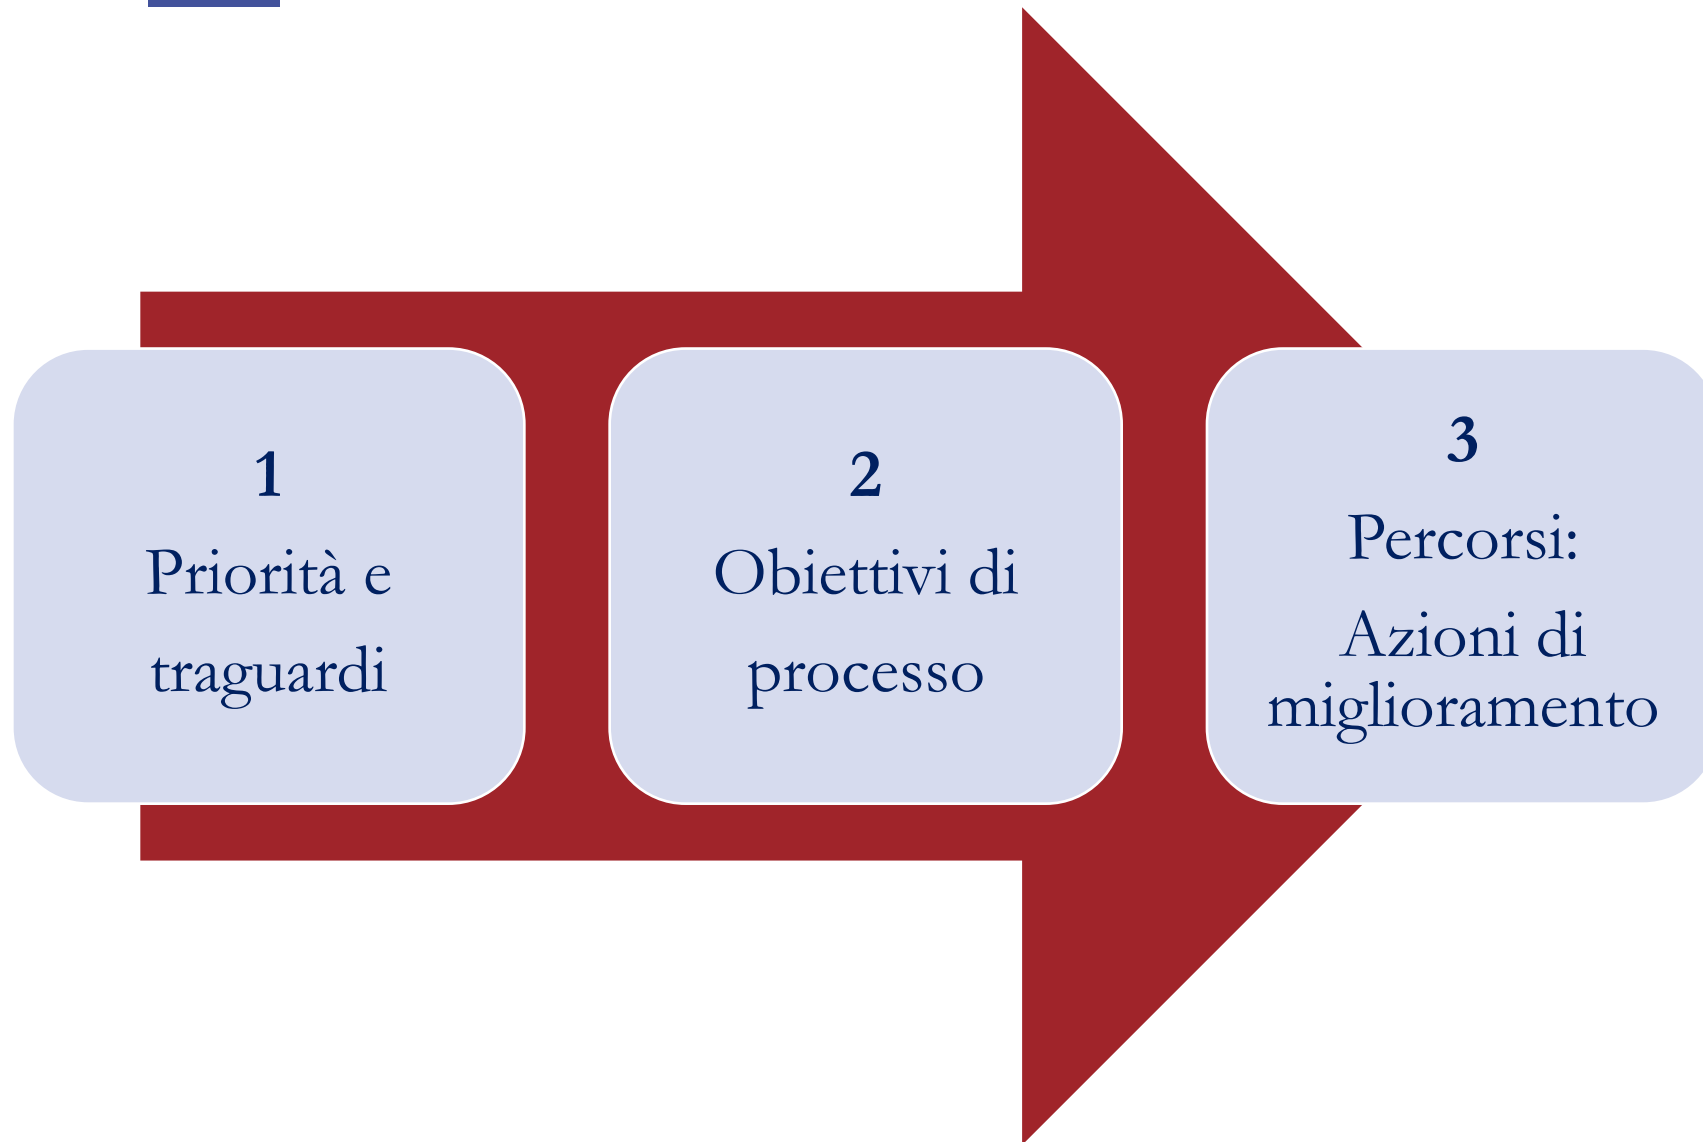 1
Priorità e
traguardi
2
Obiettivi di
processo
3
Percorsi:
Azioni di
miglioramento